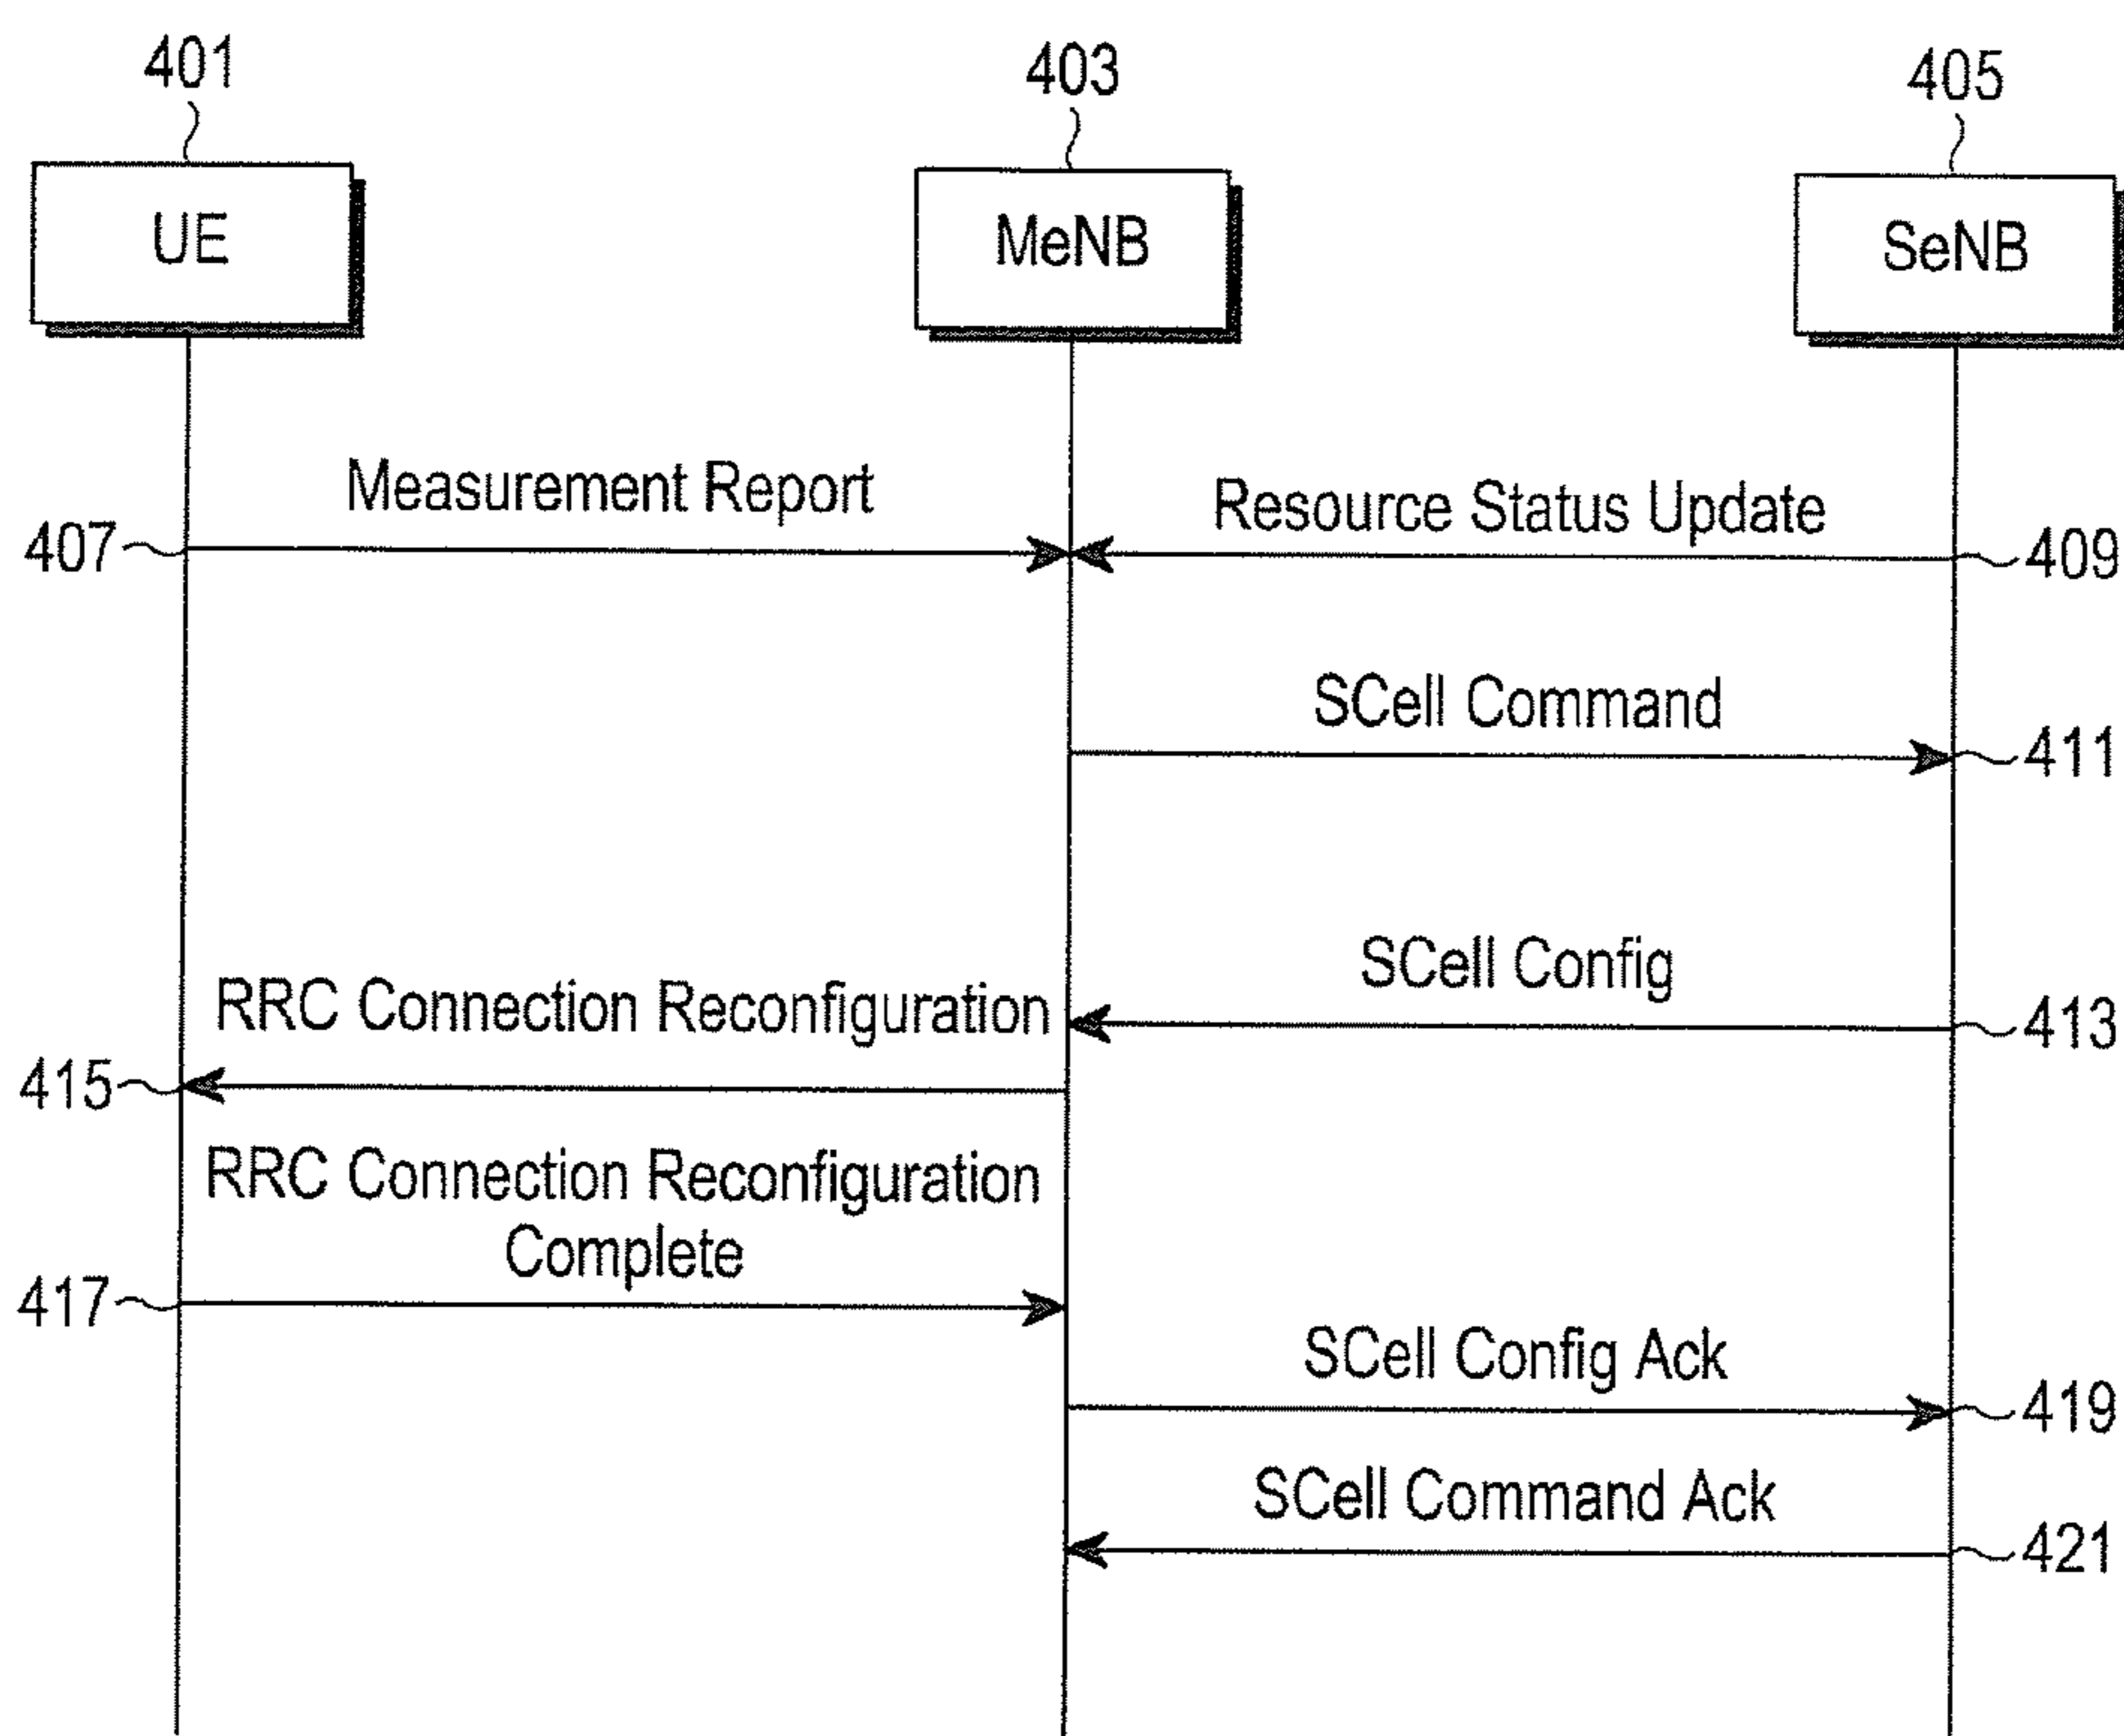 401
403
405
UE
MeNB
SeNB
Measurement Report
Resource Status Update
407
409
SCell Command
411
SCell Config
RRC Connection Reconfiguration
413
415
RRC Connection Reconfiguration
Complete
417
SCell Config Ack
419
SCell Command Ack
421